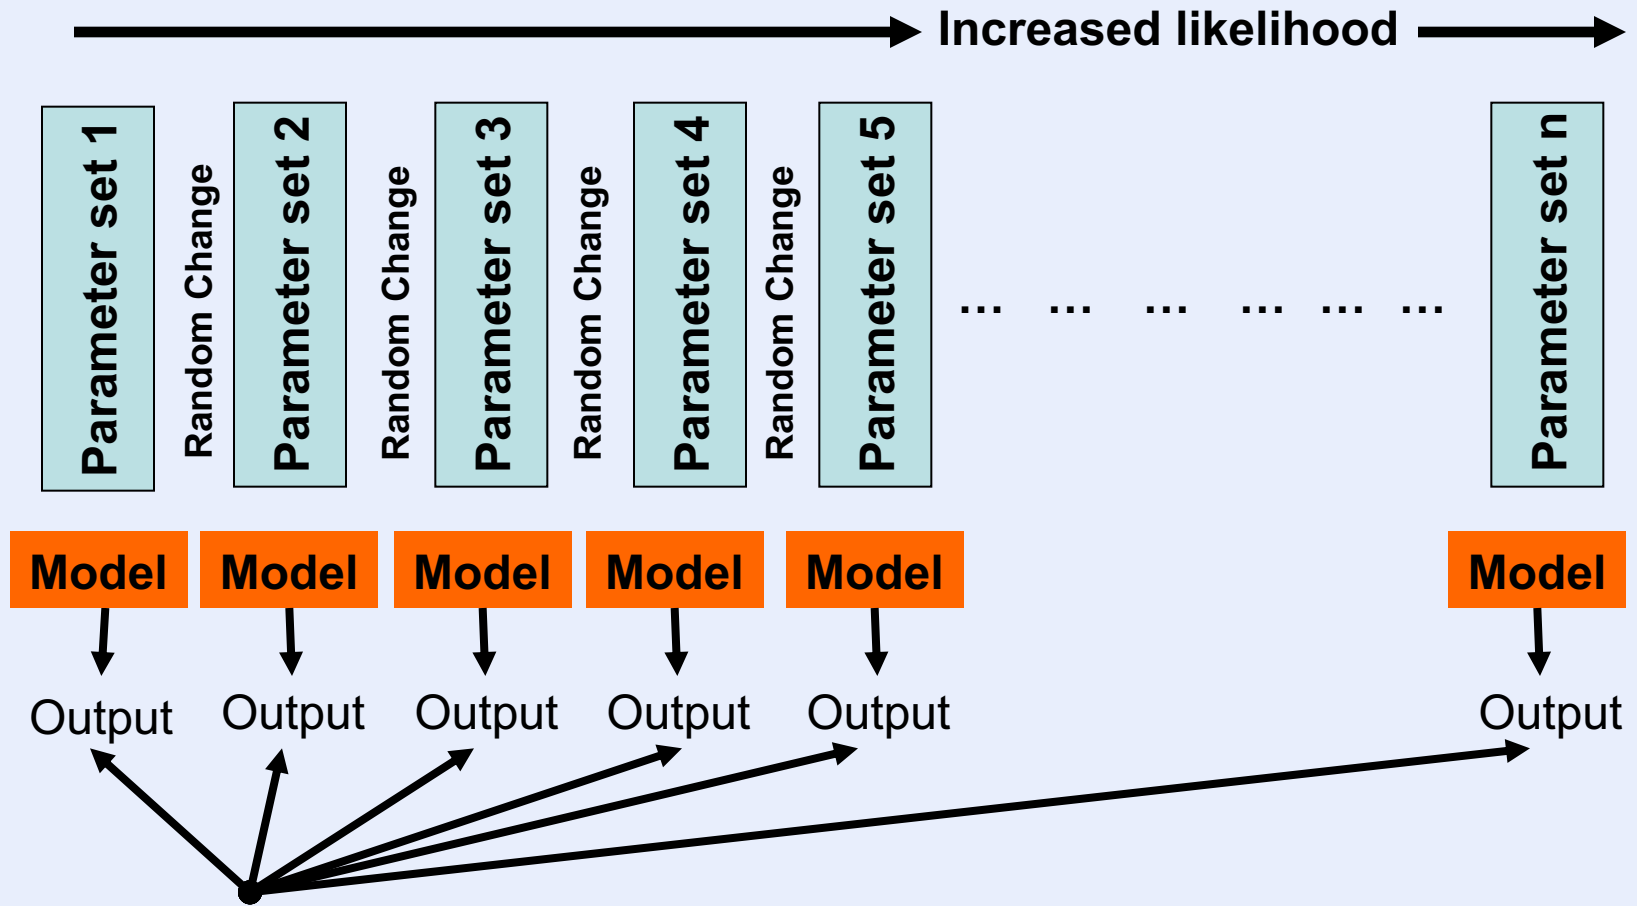 Increased likelihood
Parameter set 1
Random Change
Parameter set 2
Random Change
Parameter set 3
Random Change
Parameter set 4
Random Change
Parameter set 5
... ... ... ... ... ...
Parameter set n
Model
Model
Model
Model
Model
Model
Output
Output
Output
Output
Output
Output